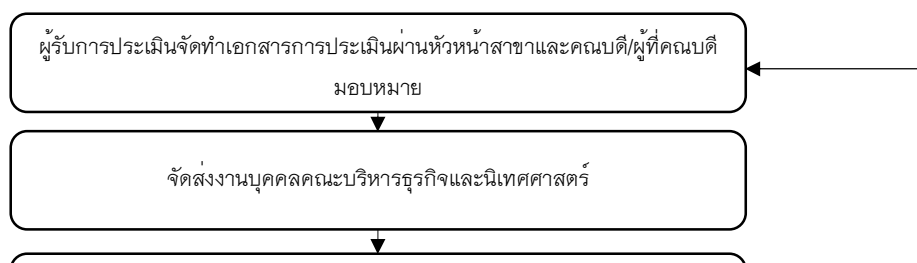 ผู้รับการประเมินจัดทำเอกสารการประเมินผ่านหัวหน้าสาขาและคณบดี/ผู้ที่คณบดี
มอบหมาย
จัดส่งงานบุคคลคณะบริหารธุรกิจและนิเทศศาสตร์